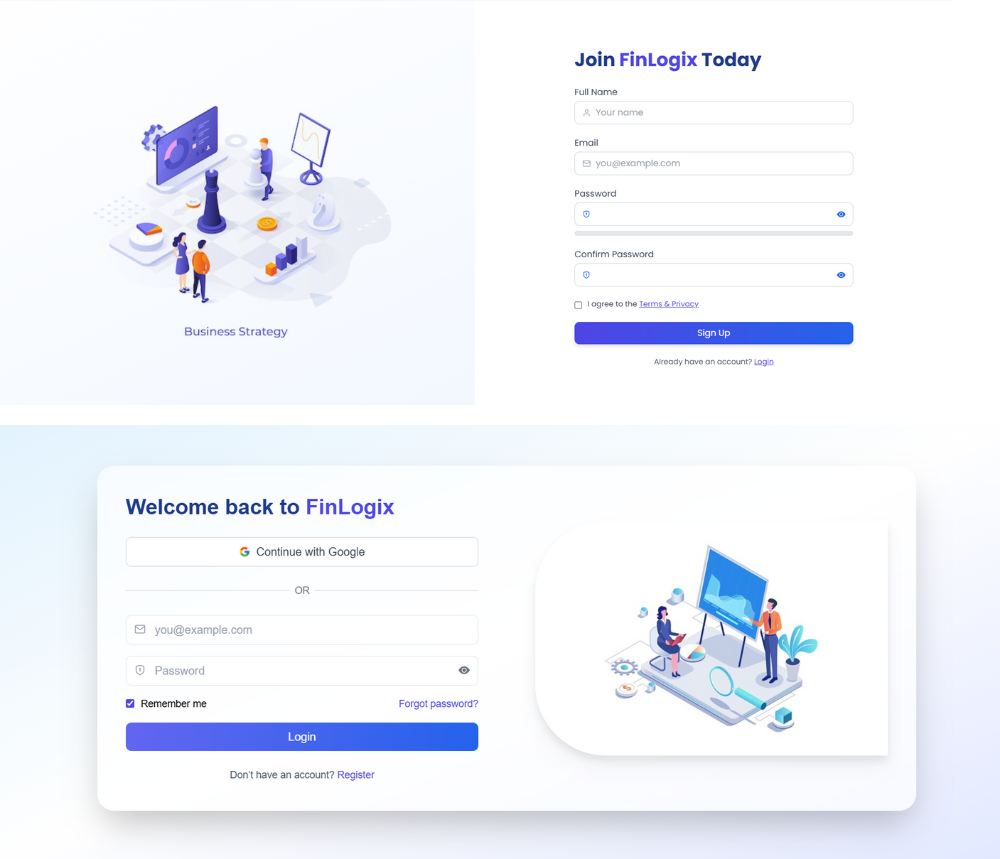 Business Strategy
Join FinLogix Today
Full Name
Your name
Email
you@example.com
Password
Confirm Password
I agree to the Terms & Privacy
Sign Up
Already have an account? Login
Welcome back to FinLogix
Continue with Google
OR
you@example.com
Password
Remember me
Forgot password?
Login
Don't have an account? Register